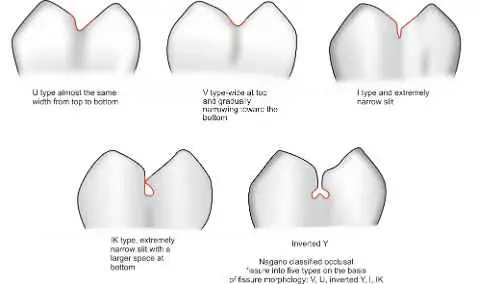 U type almost the same
width from top to bottom
V type-wide at top
and gradually
narrowing toward the
bottom
I type and extremely
narrow slit
IK type, extremely
narrow slit with a
larger space at
bottom
Inverted Y
Nagano classified occlusal
fissure into five types on the basis
of fissure morphology: V, U, inverted Y, I, IK